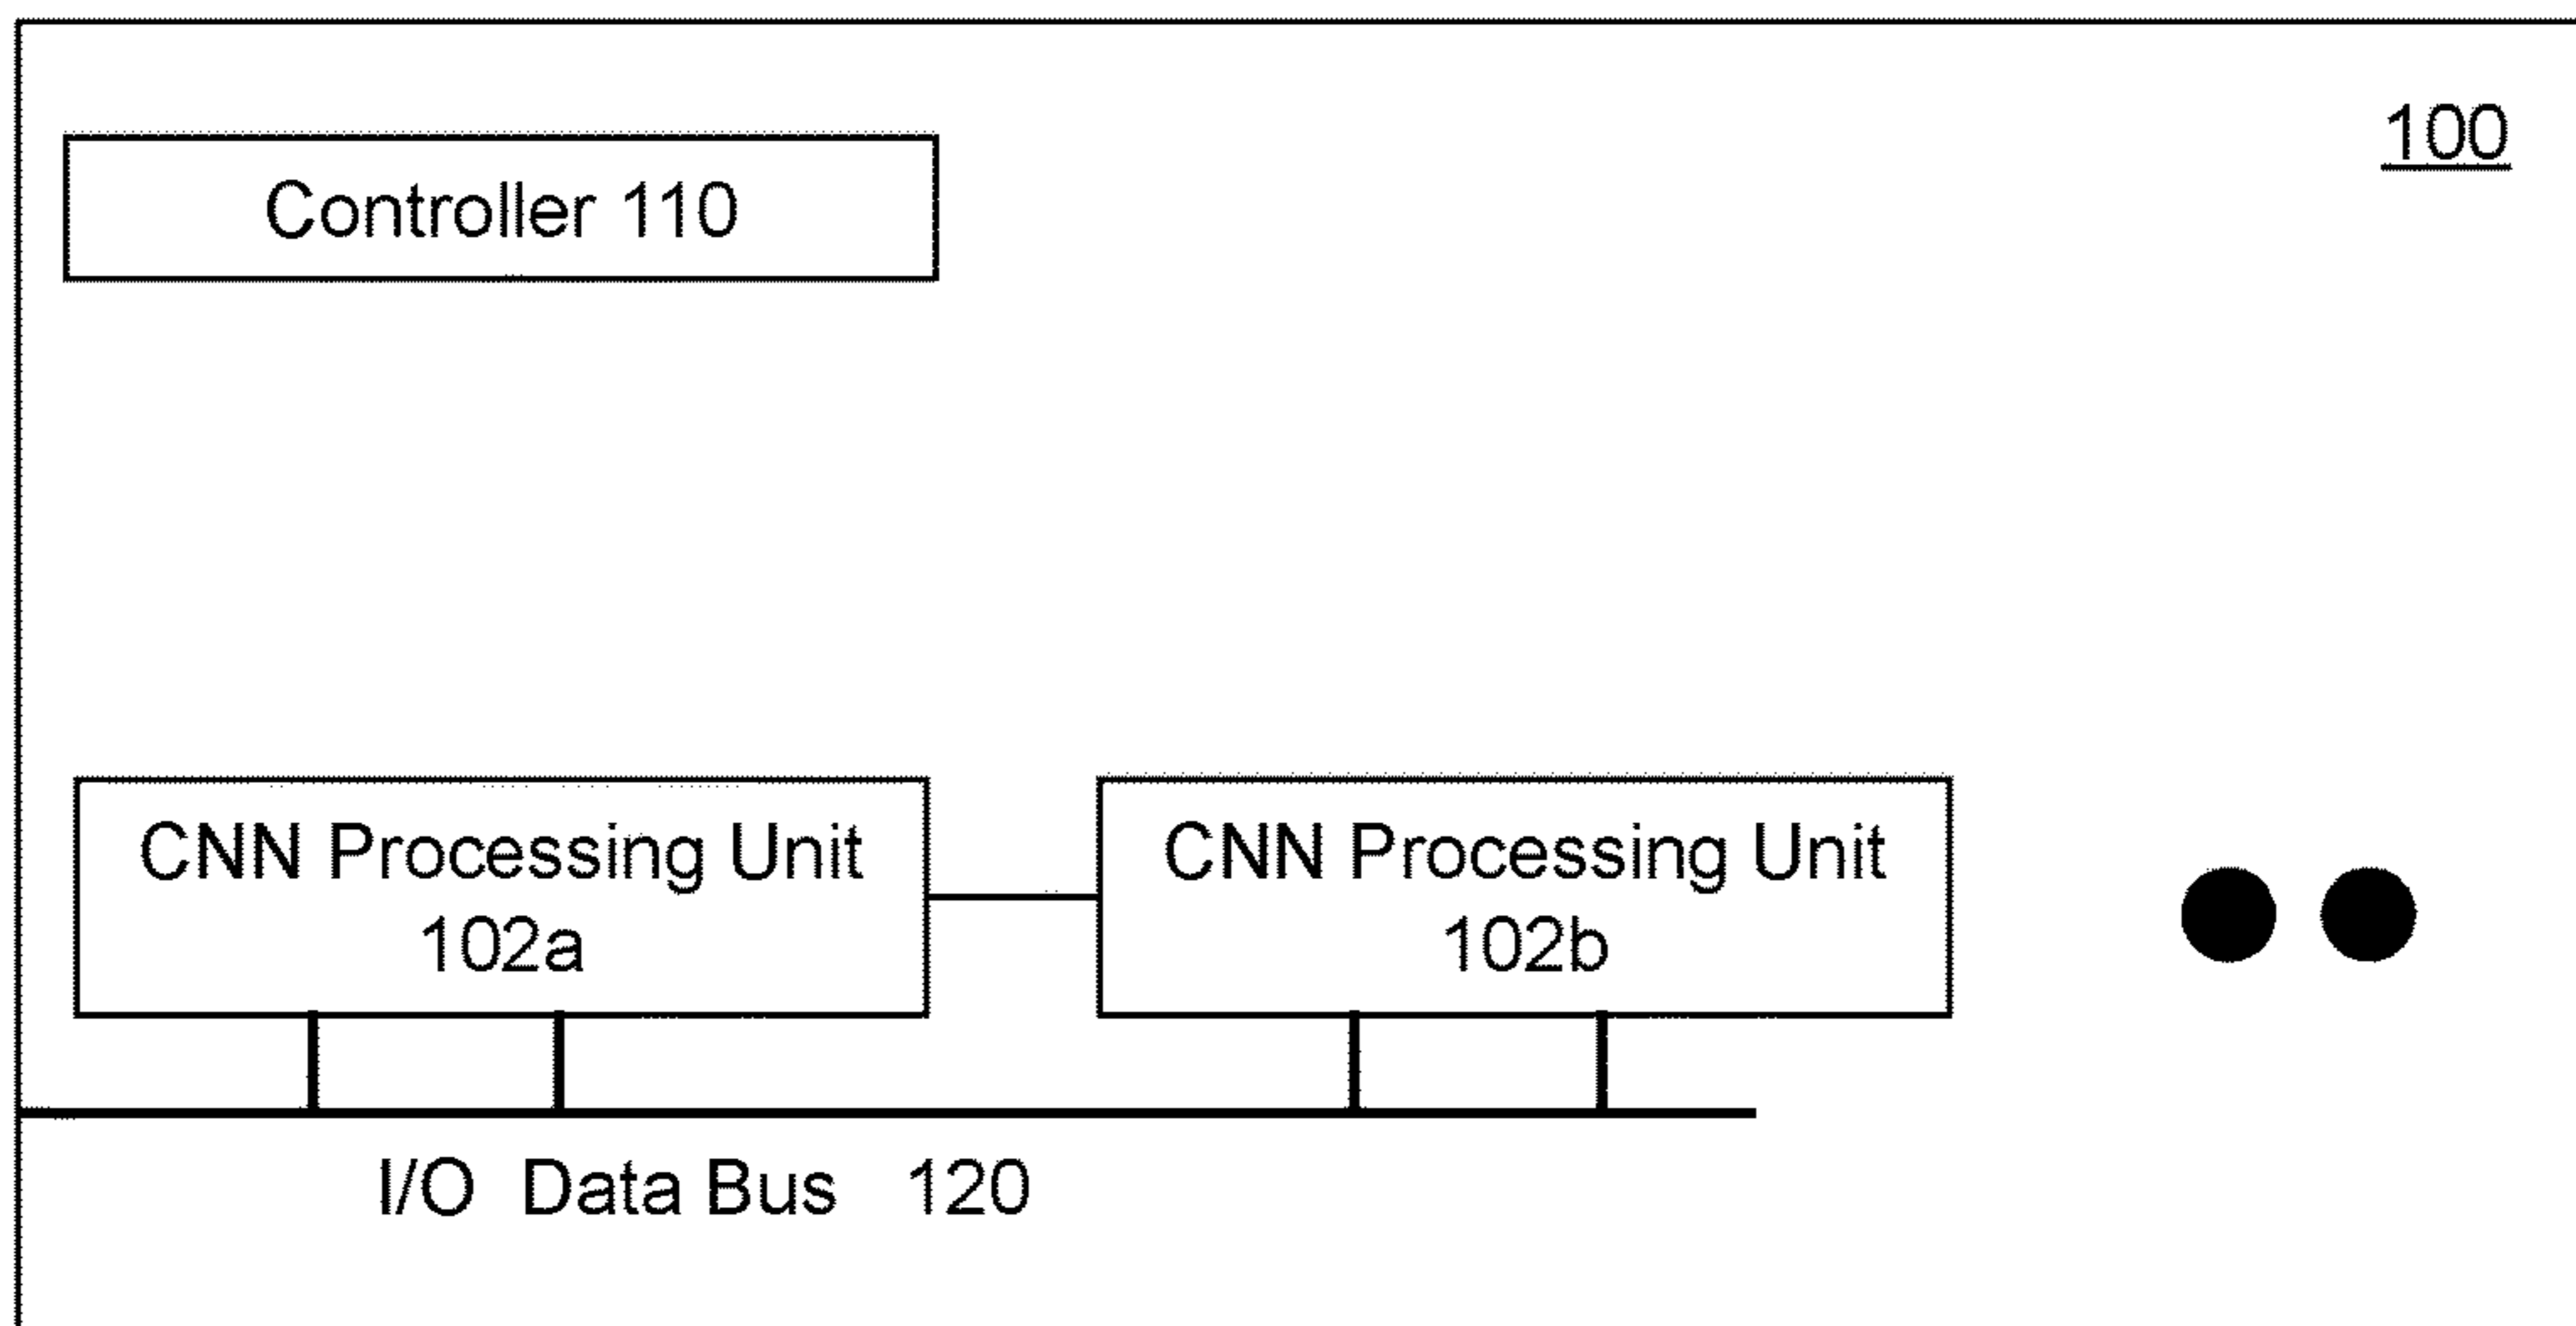 100
Controller 110
CNN Processing Unit
102a
CNN Processing Unit
102b
I/O Data Bus 120